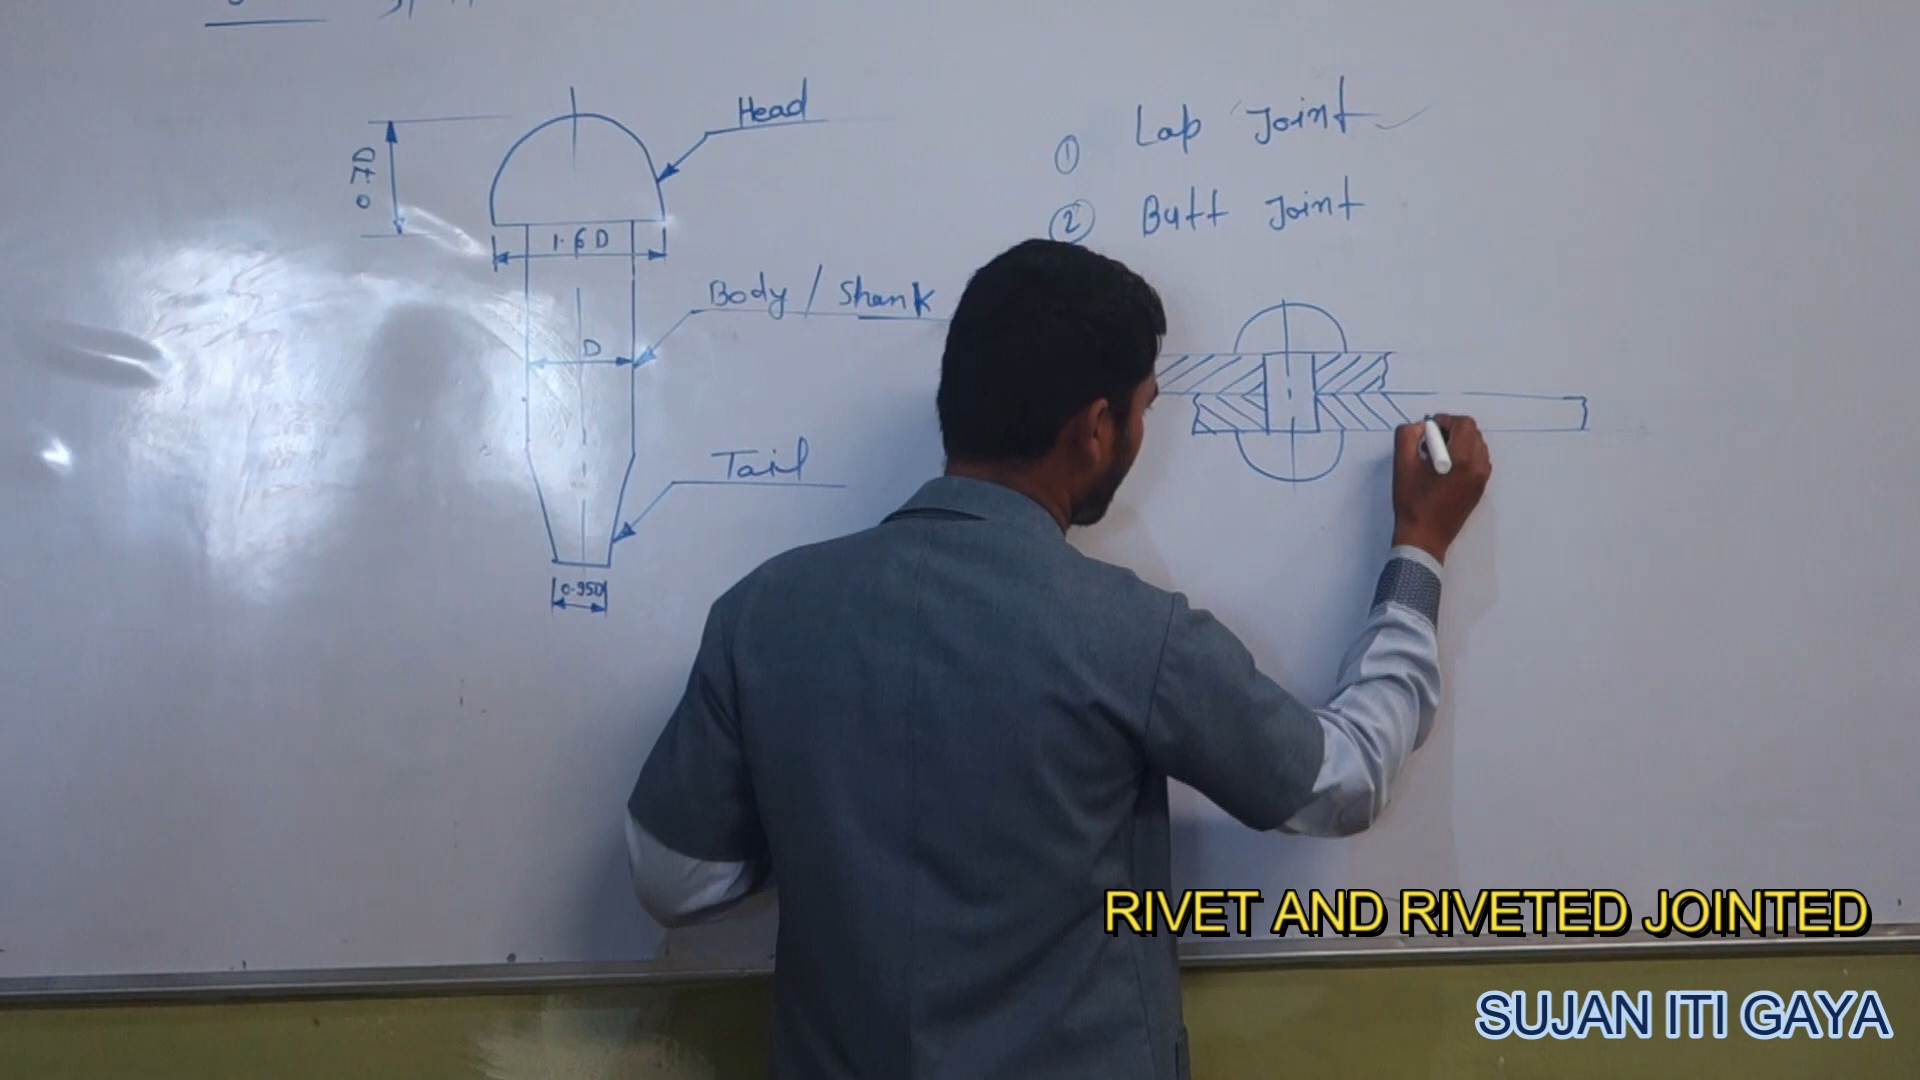 Head
0.7D
1.6 D
Body / Shank
D
Tail
0.95D
① Lap Joint
② Butt Joint
RIVET AND RIVETED JOINTED
SUJAN ITI GAYA